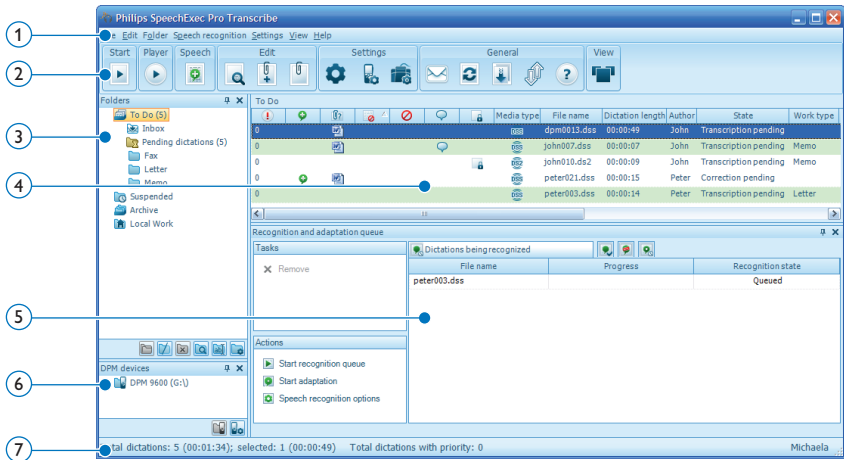 Philips SpeechExec Pro Transcribe
1
e Edit Folder Speech recognition Settings View Help
Start Player Speech Edit Settings General View
2
Folders
To Do (5)
Inbox
Pending dictations (5)
Fax
Letter
Memo
Suspended
Archive
Local Work
3
To Do
Media type File name Dictation length Author State Work type
0 DSS dpm0013.dss 00:00:49 John Transcription pending
0 DSS john007.dss 00:00:07 John Transcription pending Memo
0 DS2 john010.ds2 00:00:09 John Transcription pending Memo
0 DSS peter021.dss 00:00:15 Peter Correction pending
0 DSS peter003.dss 00:00:14 Peter Transcription pending Letter
4
Recognition and adaptation queue
Tasks
Remove
Dictations being recognized
File name Progress Recognition state
peter003.dss Queued
5
Actions
Start recognition queue
Start adaptation
Speech recognition options
DPM devices
6
DPM 9600 (G:\)
7
tal dictations: 5 (00:01:34); selected: 1 (00:00:49) Total dictations with priority: 0 Michaela